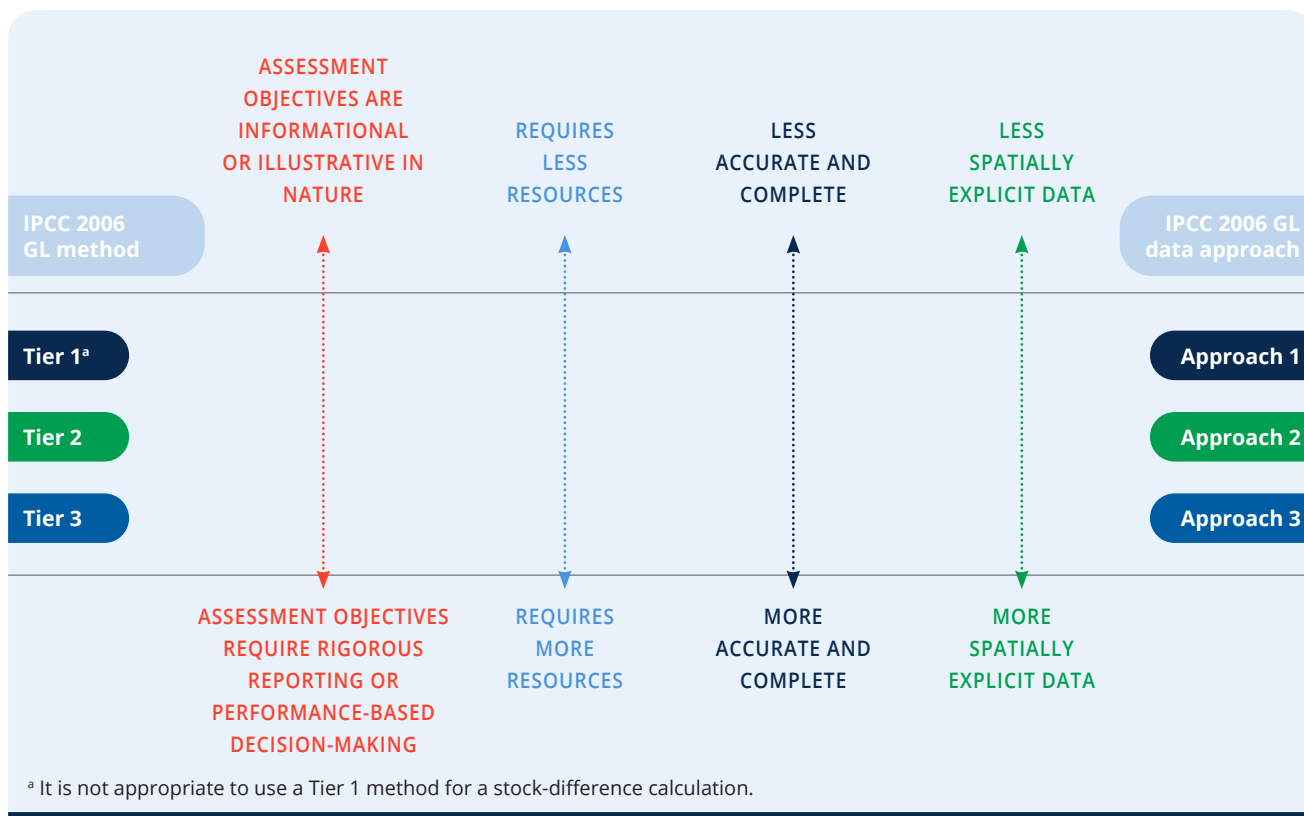 ASSESSMENT
OBJECTIVES ARE
INFORMATIONAL
OR ILLUSTRATIVE IN
NATURE
REQUIRES
LESS
RESOURCES
LESS
ACCURATE AND
COMPLETE
LESS
SPATIALLY
EXPLICIT DATA
IPCC 2006
GL method
IPCC 2006 GL
data approach
Tier 1ª
Approach 1
Tier 2
Approach 2
Tier 3
Approach 3
ASSESSMENT OBJECTIVES
REQUIRE RIGOROUS
REPORTING OR
PERFORMANCE-BASED
DECISION-MAKING
REQUIRES
MORE
RESOURCES
MORE
ACCURATE AND
COMPLETE
MORE
SPATIALLY
EXPLICIT DATA
ª It is not appropriate to use a Tier 1 method for a stock-difference calculation.